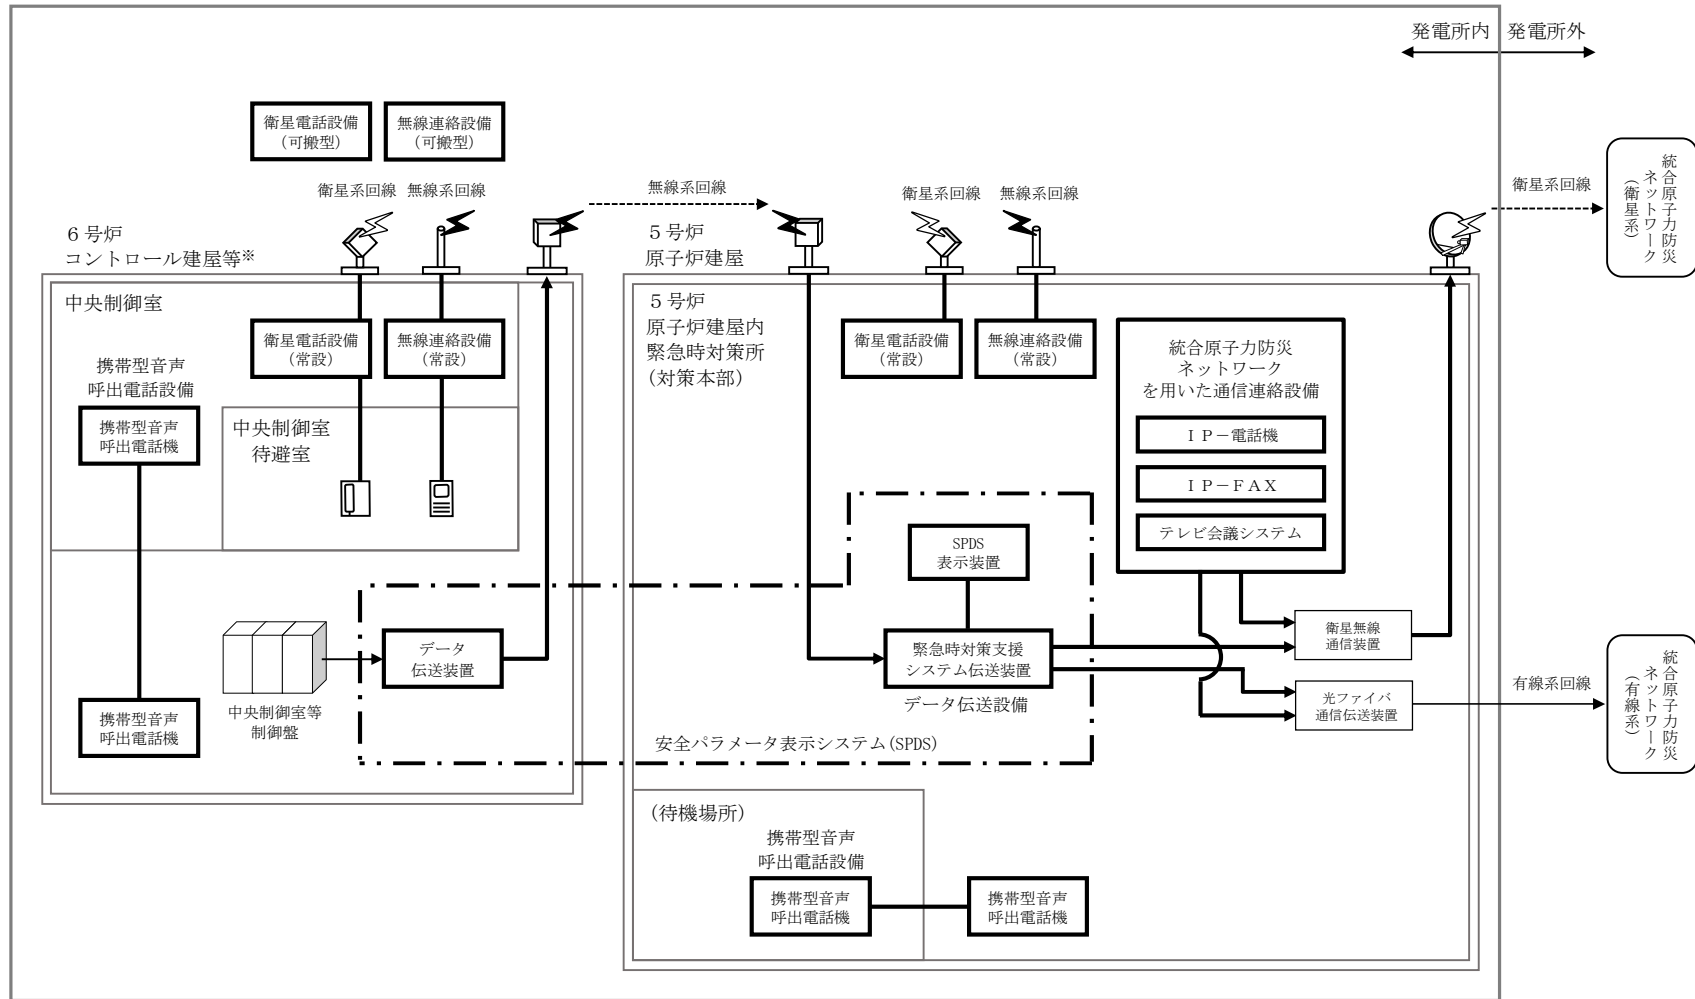 発電所内 発電所外
衛星電話設備
(可搬型)
無線連絡設備
(可搬型)
衛星系回線 無線系回線
無線系回線
衛星系回線 無線系回線
衛星系回線
統合原子力防災
ネットワーク
(衛星系)
6号炉
コントロール建屋等※
5号炉
原子炉建屋
中央制御室
携帯型音声
呼出電話設備
携帯型音声
呼出電話機
衛星電話設備
(常設)
無線連絡設備
(常設)
中央制御室
待避室
5号炉
原子炉建屋内
緊急時対策所
(対策本部)
衛星電話設備
(常設)
無線連絡設備
(常設)
統合原子力防災
ネットワーク
を用いた通信連絡設備
IP-電話機
IP-FAX
テレビ会議システム
SPDS
表示装置
データ
伝送装置
緊急時対策支援
システム伝送装置
データ伝送設備
衛星無線
通信装置
光ファイバ
通信伝送装置
有線系回線
統合原子力防災
ネットワーク
(有線系)
中央制御室等
制御盤
携帯型音声
呼出電話機
安全パラメータ表示システム(SPDS)
(待機場所)
携帯型音声
呼出電話設備
携帯型音声
呼出電話機
携帯型音声
呼出電話機